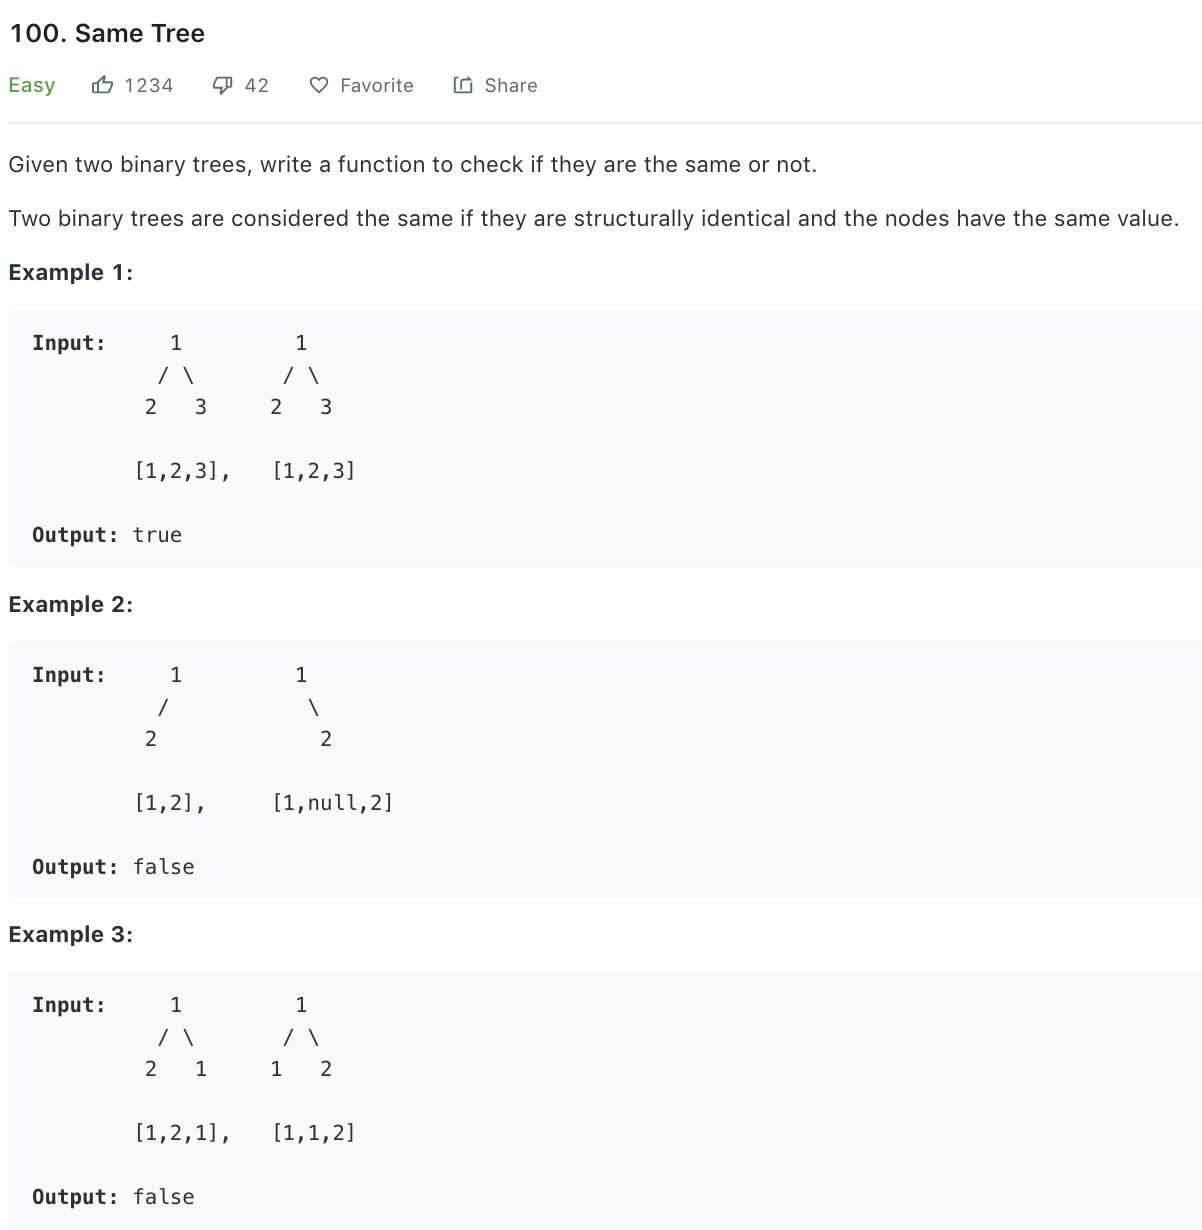 100. Same Tree
Easy 1234 42 Favorite Share
Given two binary trees, write a function to check if they are the same or not.
Two binary trees are considered the same if they are structurally identical and the nodes have the same value.
Example 1:
Input:     1         1
          / \       / \
         2   3     2   3
        [1,2,3],   [1,2,3]
Output: true
Example 2:
Input:     1         1
          /           \
         2             2
        [1,2],     [1,null,2]
Output: false
Example 3:
Input:     1         1
          / \       / \
         2   1     1   2
        [1,2,1],   [1,1,2]
Output: false